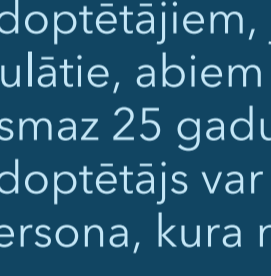 doptētājiem,
ulātie, abiem
smaz 25 gadu
doptētājs var
ersona, kura